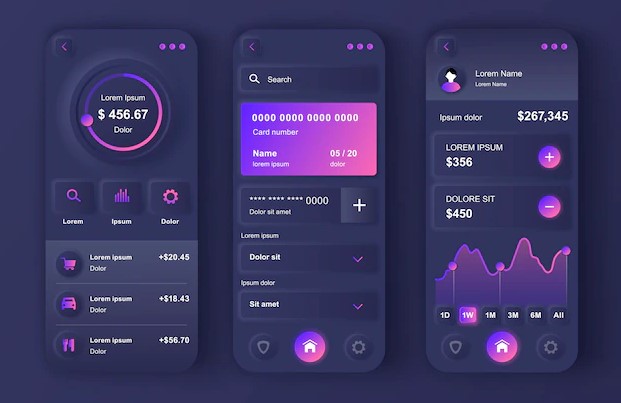 Lorem Ipsum
$ 456.67
Dolor
Lorem
Ipsum
Dolor
Lorem ipsum
Dolor
+$20.45
Lorem ipsum
Dolor
+$18.43
Lorem ipsum
Dolor
+$56.70
Search
0000 0000 0000 0000
Card number
Name
05 / 20
lorem ipsum
dolor
**** **** **** 0000
Dolor sit amet
Lorem ipsum
Dolor sit
Ipsum dolor
Sit amet
Lorem Name
Lorem Name
Ipsum dolor
$267,345
LOREM IPSUM
$356
DOLORE SIT
$450
1D
1W
1M
3M
6M
All